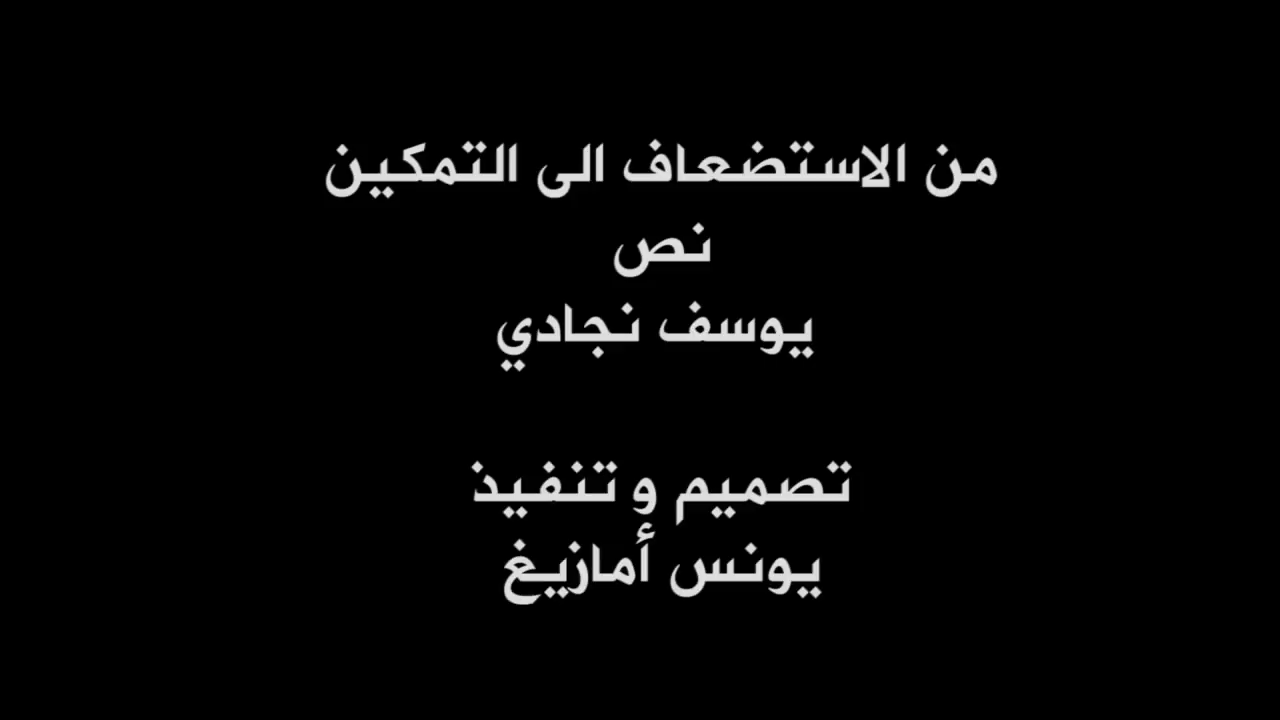 من الاستضعاف الى التمكين
نص
يوسف نجادي
تصميم و تنفيذ
يونس أمازيغ